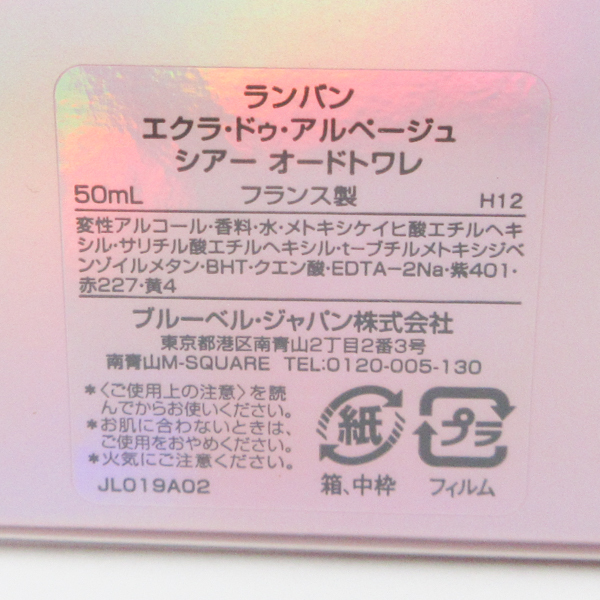 ランバン
エクラ・ドゥ・アルページュ
シアー オードトワレ
50mL フランス製 H12
変性アルコール・香料・水・メトキシケイヒ酸エチルヘキ
シル・サリチル酸エチルヘキシル・t-ブチルメトキシジベ
ンゾイルメタン・BHT・クエン酸・EDTA-2Na・紫401・
赤227・黄4
ブルーベル・ジャパン株式会社
東京都港区南青山2丁目2番3号
南青山M-SQUARE TEL:0120-005-130
*〈ご使用上の注意〉を読
んでからお使いください。
*お肌に合わないときは、
ご使用をおやめください。
*火気にご注意ください。
JL019A02
紙
箱、中枠
プラ
フィルム